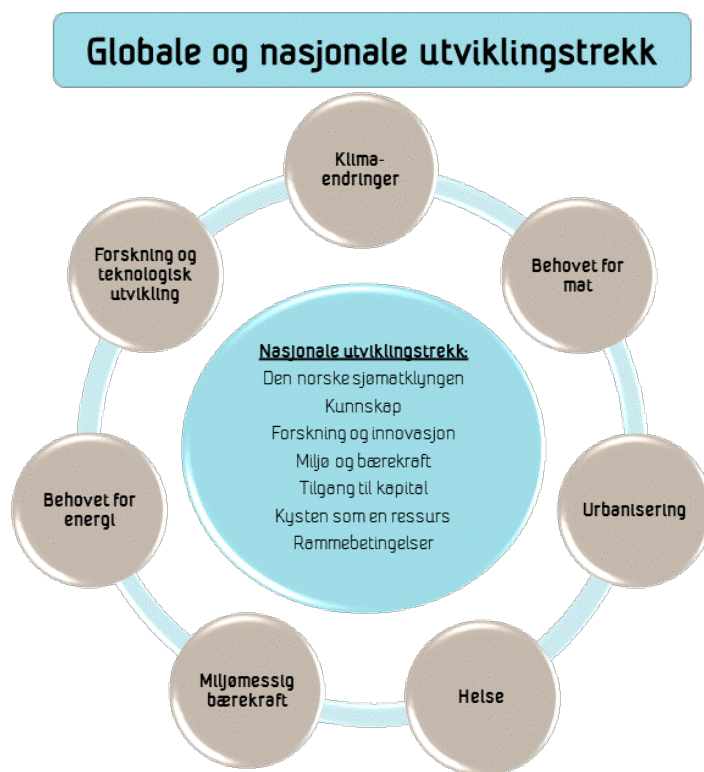 Globale og nasjonale utviklingstrekk
Klima-
endringer
Behovet for
mat
Urbanisering
Helse
Miljømessig
bærekraft
Behovet for
energi
Forskning og
teknologisk
utvikling
Nasjonale utviklingstrekk:
Den norske sjømatklyngen
Kunnskap
Forskning og innovasjon
Miljø og bærekraft
Tilgang til kapital
Kysten som en ressurs
Rammebetingelser